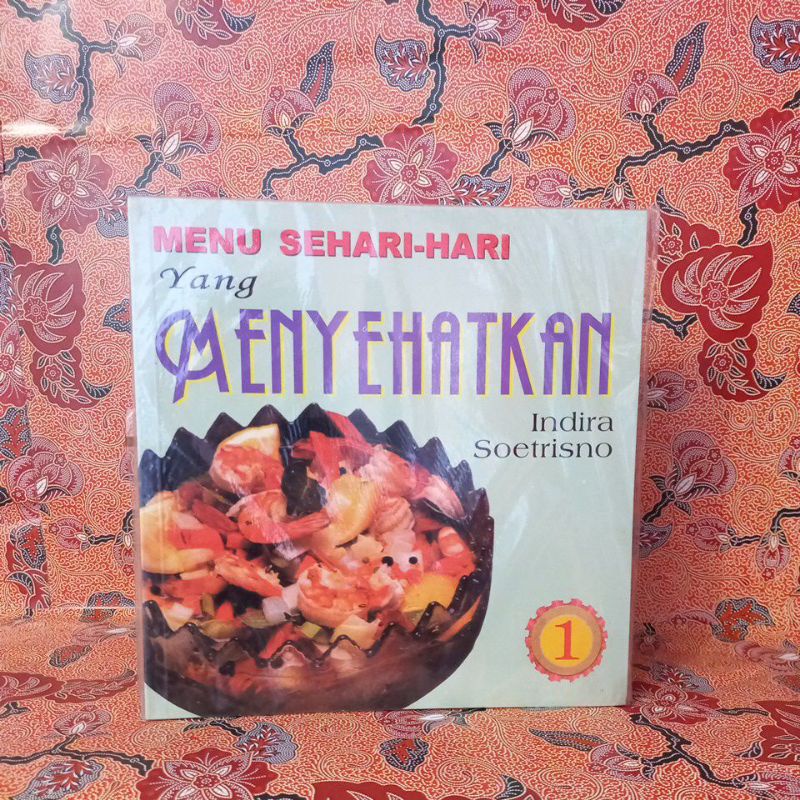 MENU SEHARI-HARI
Yang
MENYEHATKAN
Indira
Soetrisno
1